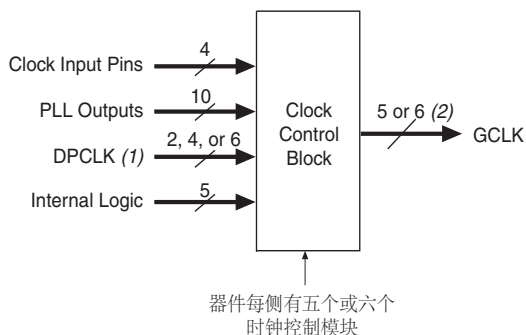 4
Clock Input Pins
10
PLL Outputs
2, 4, or 6
DPCLK (1)
5
Internal Logic
Clock
Control
Block
5 or 6 (2)
GCLK
器件每侧有五个或六个
时钟控制模块